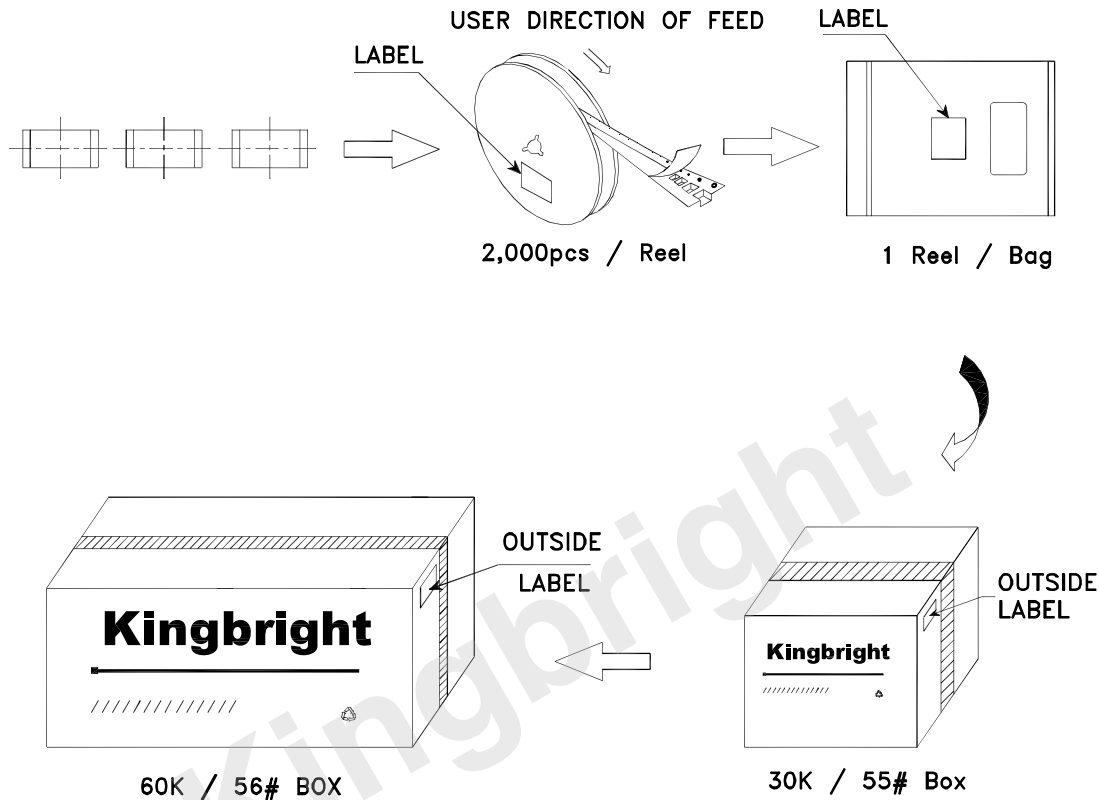 USER DIRECTION OF FEED
LABEL
LABEL
2,000pcs / Reel
1 Reel / Bag
OUTSIDE
LABEL
OUTSIDE
LABEL
Kingbright
Kingbright
60K / 56# BOX
30K / 55# Box
Kingbright